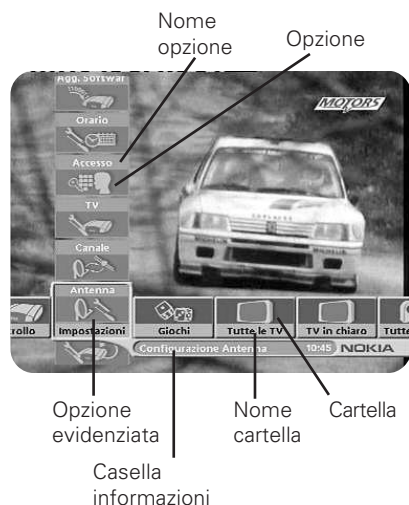 Nome
opzione
Opzione
Agg. Softwar
MOTORS
Orario
Accesso
TV
Canale
Antenna
rollo
Impostazioni
Giochi
Tutte le TV
TV in chiaro
Tutte
Configurazione Antenna
10:45
NOKIA
Opzione
evidenziata
Nome
cartella
Cartella
Casella
informazioni